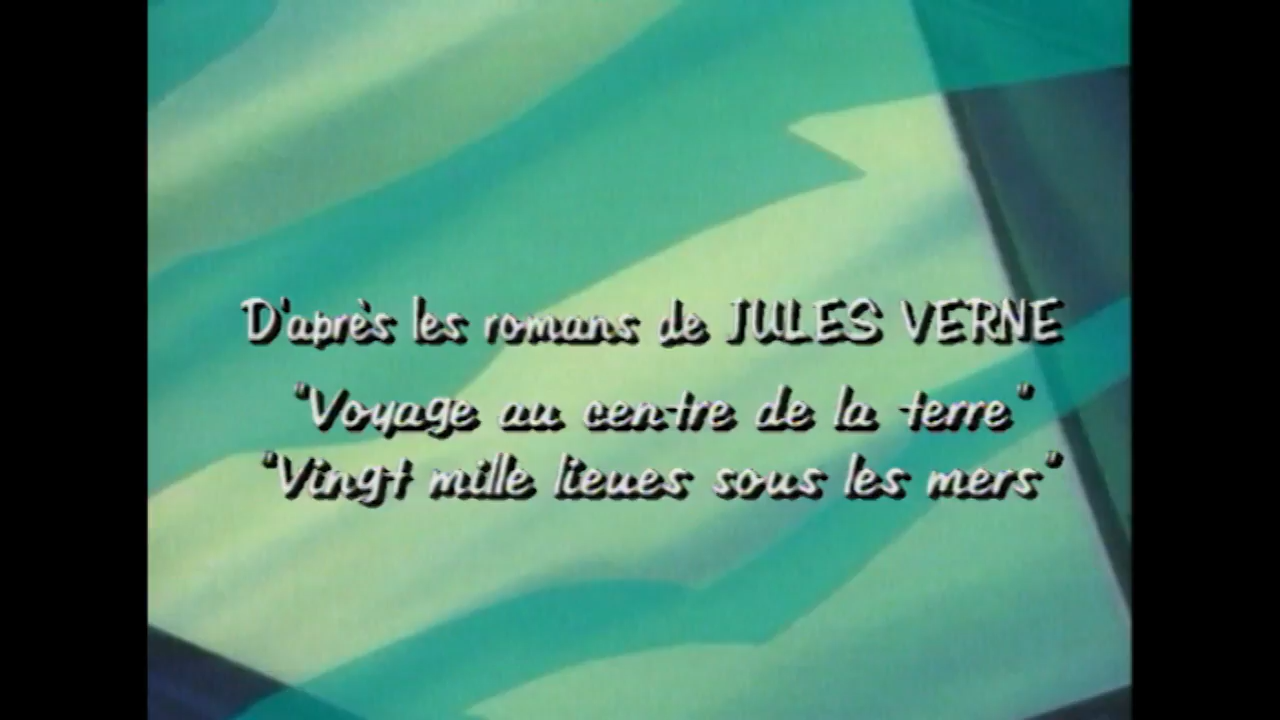 D'après les romans de JULES VERNE
"Voyage au centre de la terre"
"Vingt mille lieues sous les mers"